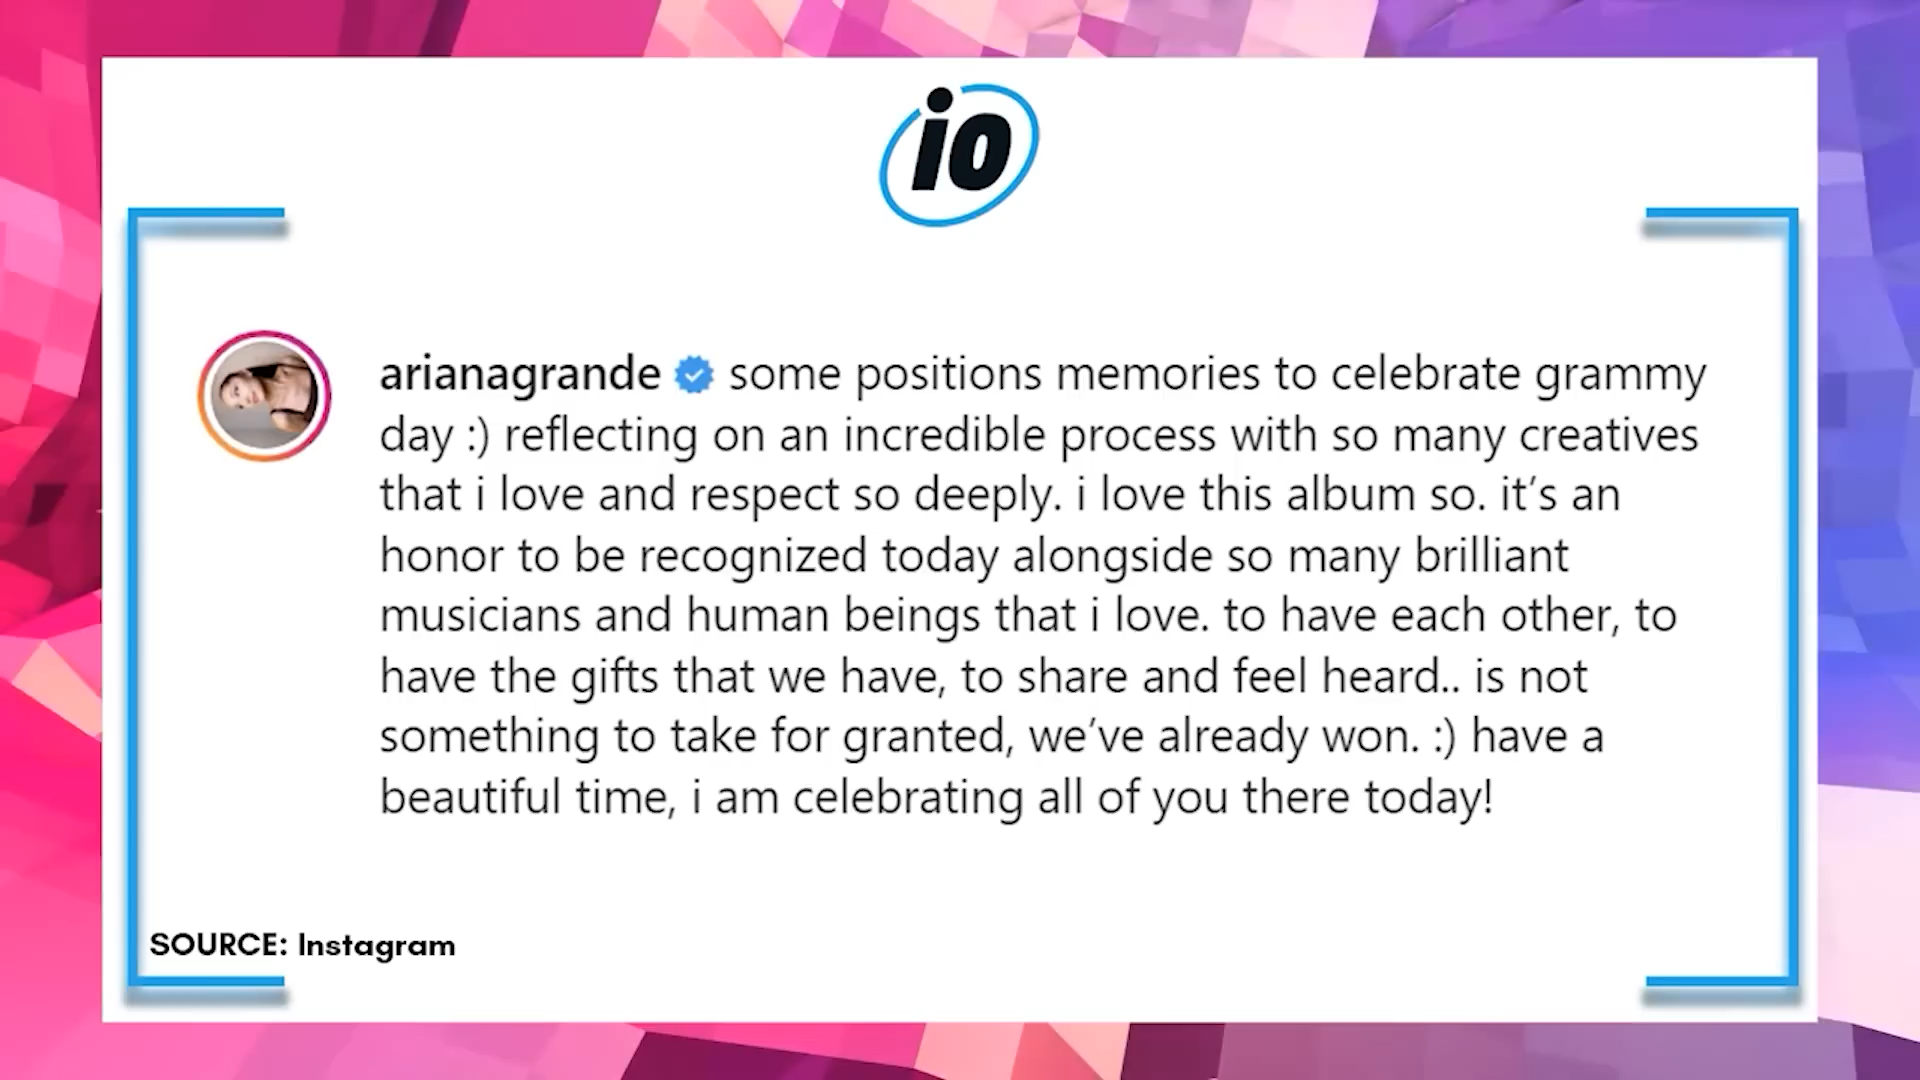 io
arianagrande some positions memories to celebrate grammy
day :) reflecting on an incredible process with so many creatives
that i love and respect so deeply. i love this album so. it’s an
honor to be recognized today alongside so many brilliant
musicians and human beings that i love. to have each other, to
have the gifts that we have, to share and feel heard.. is not
something to take for granted, we’ve already won. :) have a
beautiful time, i am celebrating all of you there today!
SOURCE: Instagram